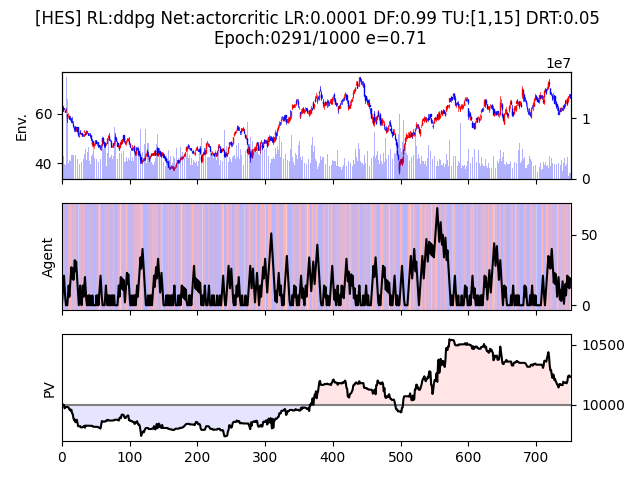 [HES] RL:ddpg Net:actorcritic LR:0.0001 DF:0.99 TU:[1,15] DRT:0.05
Epoch:0291/1000 e=0.71
1e7
Env.
60
40
1
0
Agent
50
0
PV
10500
10000
0 100 200 300 400 500 600 700